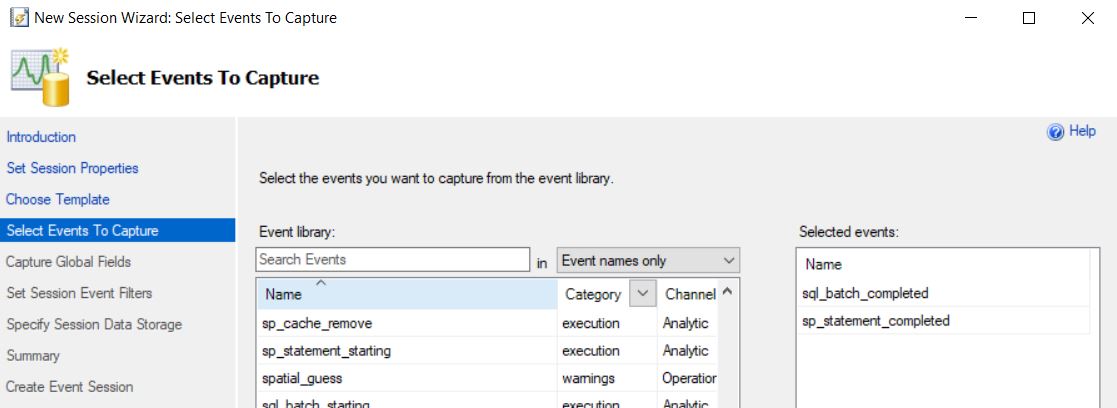 New Session Wizard: Select Events To Capture
Select Events To Capture
Introduction
Set Session Properties
Choose Template
Select Events To Capture
Capture Global Fields
Set Session Event Filters
Specify Session Data Storage
Summary
Create Event Session
Help
Select the events you want to capture from the event library.
Event library:
Search Events in Event names only
Name Category Channel
sp_cache_remove execution Analytic
sp_statement_starting execution Analytic
spatial_guess warnings Operation
sql_batch_starting execution Analytic
Selected events:
Name
sql_batch_completed
sp_statement_completed